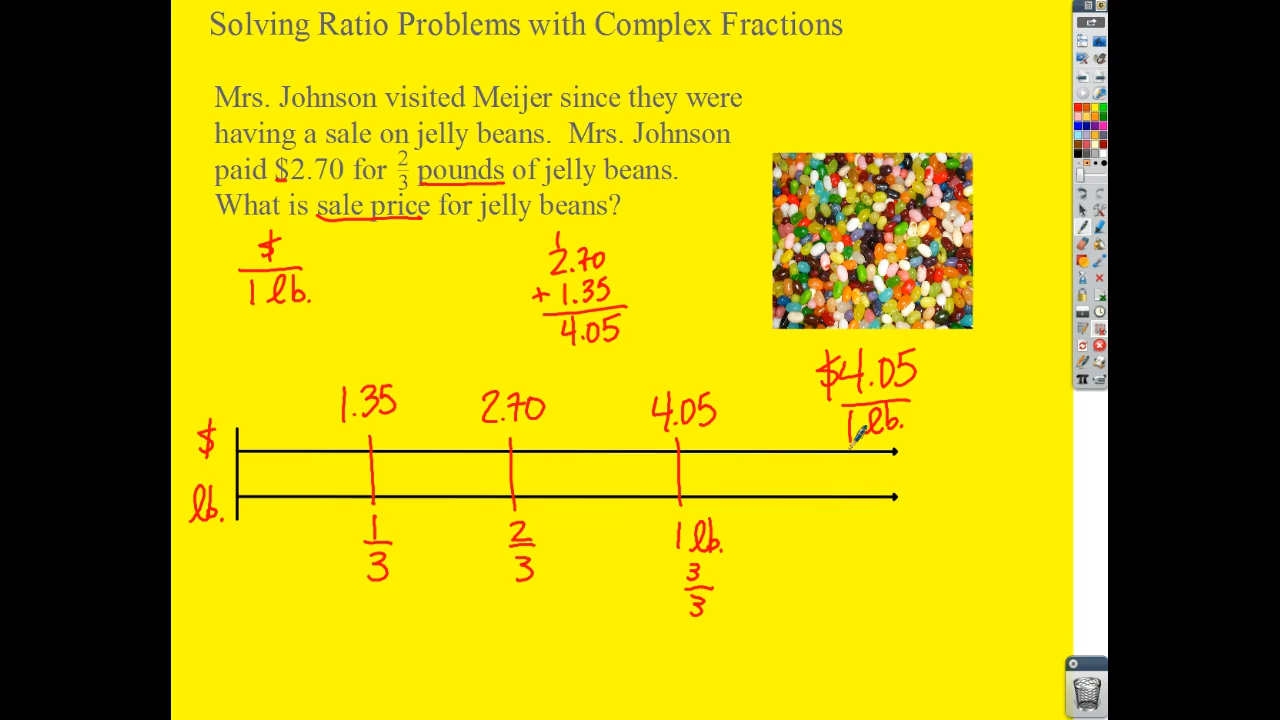 Solving Ratio Problems with Complex Fractions
Mrs. Johnson visited Meijer since they were
having a sale on jelly beans. Mrs. Johnson
paid $2.70 for 2/3 pounds of jelly beans.
What is sale price for jelly beans?
$
1 lb.
1
2.70
+ 1.35
4.05
$4.05
1 lb.
1.35 2.70 4.05
$
lb.
1/3 2/3 1 lb.
3/3